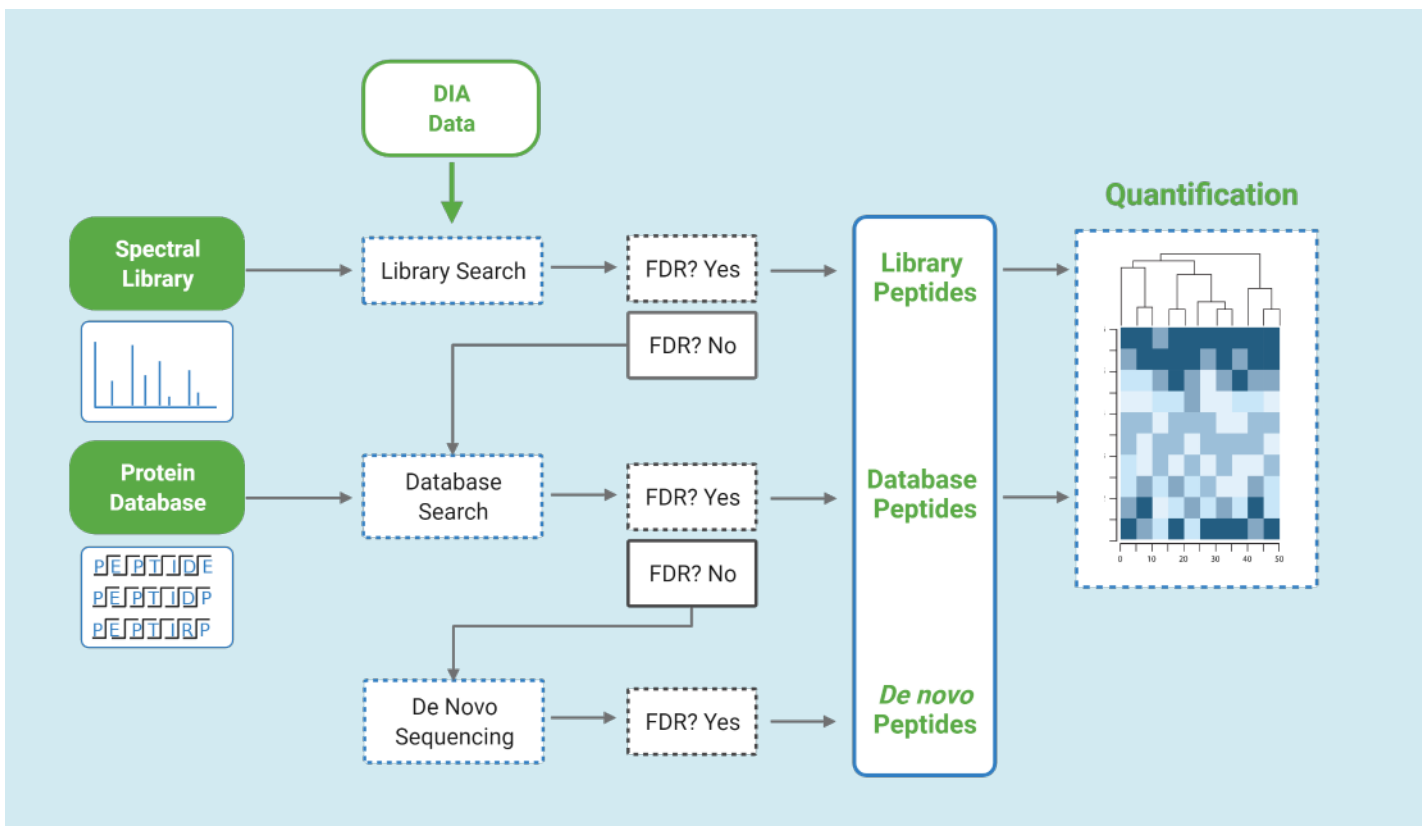 DIA
Data
Quantification
Spectral
Library
Library Search
FDR? Yes
Library
Peptides
FDR? No
Protein
Database
Database
Search
FDR? Yes
Database
Peptides
FDR? No
PEPTIDE
PEPTIDP
PEPTIRP
0 10 20 30 40 50
De Novo
Sequencing
FDR? Yes
De novo
Peptides